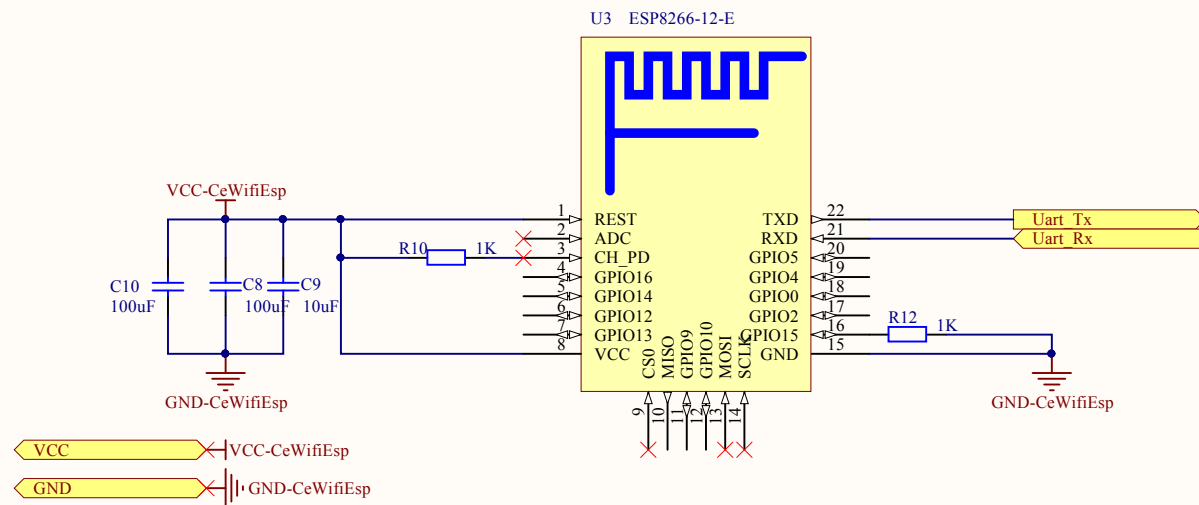 U3 ESP8266-12-E
VCC-CeWifiEsp
C10
100uF
C8
100uF
C9
10uF
R10 1K
1 REST
2 ADC
3 CH_PD
4 GPIO16
5 GPIO14
6 GPIO12
7 GPIO13
8 VCC
TXD 22
RXD 21
GPIO5 20
GPIO4 19
GPIO0 18
GPIO2 17
GPIO15 16
GND 15
CS0 9
MISO 10
GPIO9 11
GPIO10 12
MOSI 13
SCLK 14
Uart_Tx
Uart_Rx
R12 1K
GND-CeWifiEsp
GND-CeWifiEsp
VCC VCC-CeWifiEsp
GND GND-CeWifiEsp